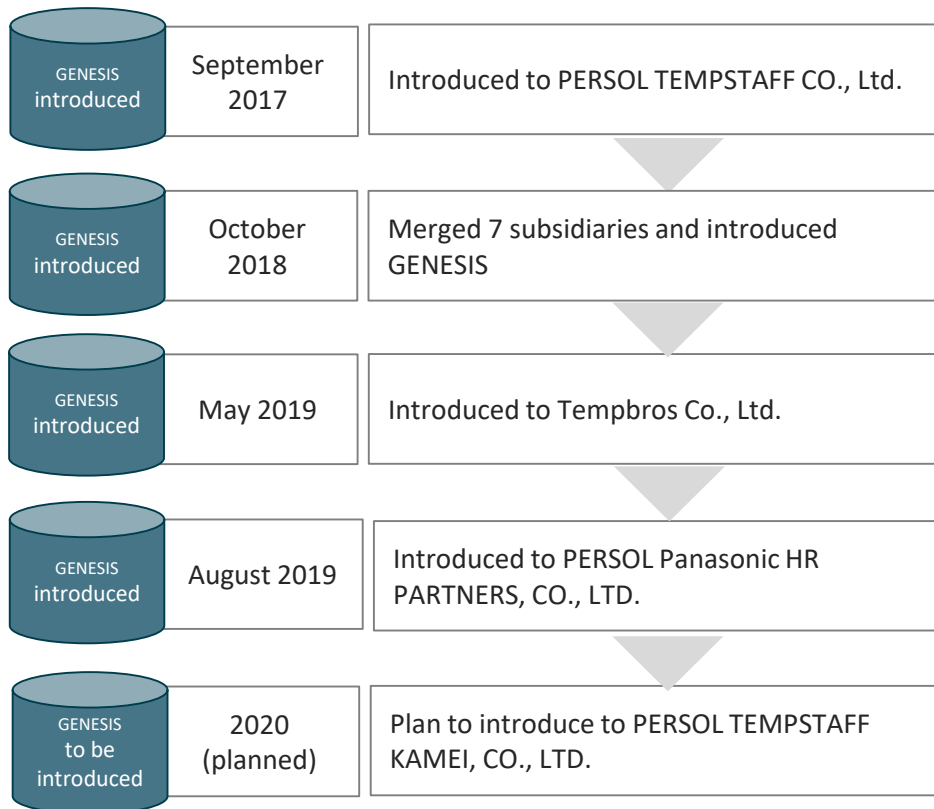 GENESIS
introduced
September
2017
Introduced to PERSOL TEMPSTAFF CO., Ltd.
GENESIS
introduced
October
2018
Merged 7 subsidiaries and introduced
GENESIS
GENESIS
introduced
May 2019
Introduced to Tempbros Co., Ltd.
GENESIS
introduced
August 2019
Introduced to PERSOL Panasonic HR
PARTNERS, CO., LTD.
GENESIS
to be
introduced
2020
(planned)
Plan to introduce to PERSOL TEMPSTAFF
KAMEI, CO., LTD.